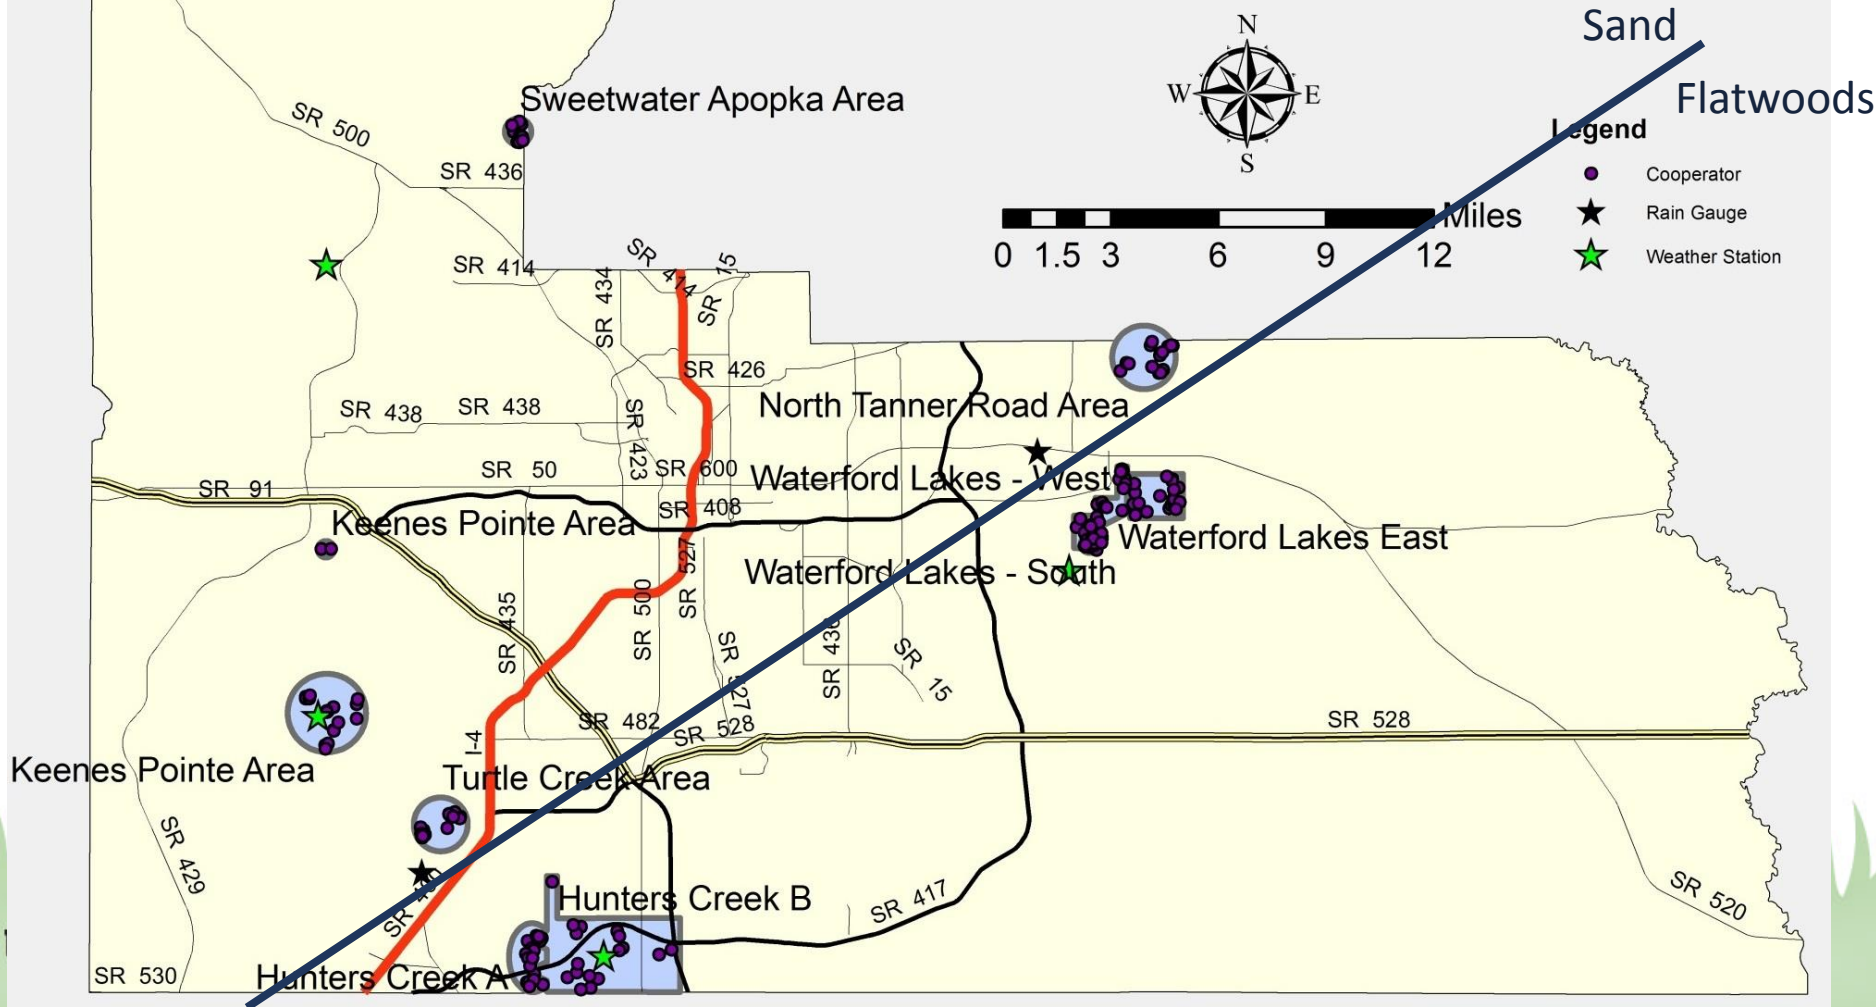 Sand
N
Sweetwater Apopka Area
W
E
Flatwoods
SR 500
Legend
S
SR 436
Cooperator
Miles
Rain Gauge
0 1.5 3 6 9 12
SR 414
SR 414
SR 15
Weather Station
SR 434
SR 426
North Tanner Road Area
SR 438
SR 438
SR 423
SR 50
SR 600
Waterford Lakes - West
SR 91
SR 408
Keenes Pointe Area
Waterford Lakes East
SR 527
Waterford Lakes - South
SR 435
SR 500
SR 436
SR 527
SR 15
SR 482
SR 528
SR 528
I-4
Keenes Pointe Area
Turtle Creek Area
SR 429
Hunters Creek B
SR 417
SR 520
SR
SR 530
Hunters Creek A